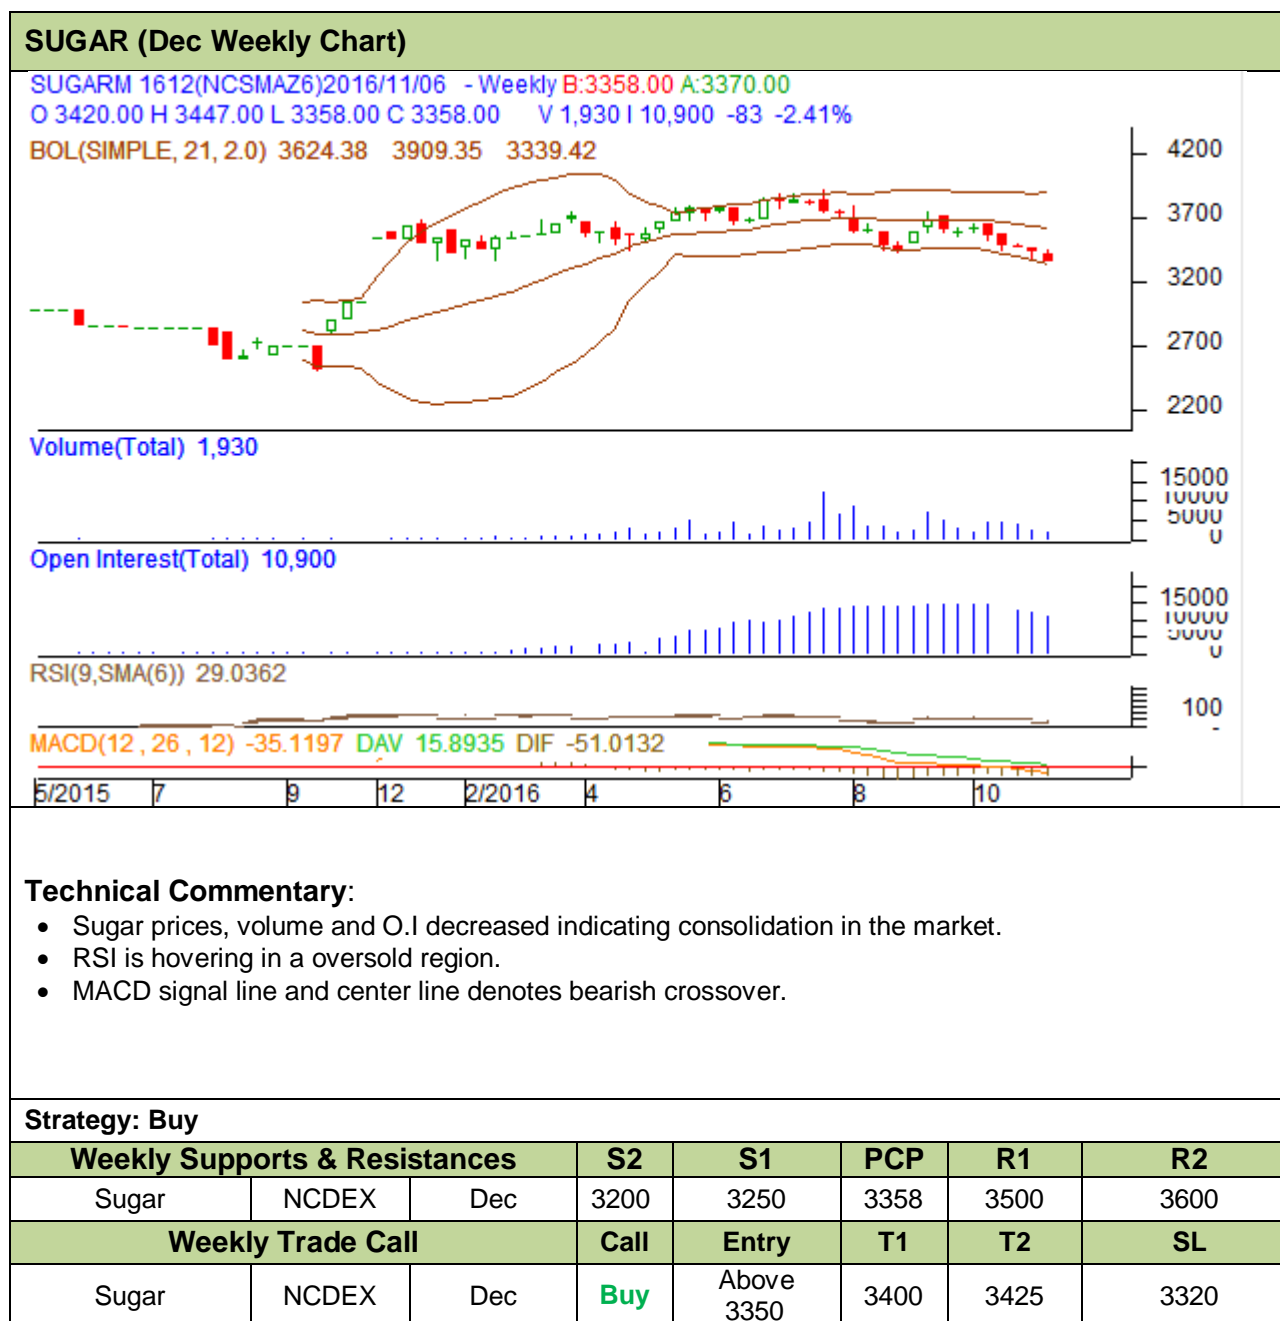 SUGAR (Dec Weekly Chart)
SUGARM 1612(NCSMAZ6)2016/11/06 - Weekly B:3358.00 A:3370.00
O 3420.00 H 3447.00 L 3358.00 C 3358.00 V 1,930 I 10,900 -83 -2.41%
BOL(SIMPLE, 21, 2.0) 3624.38 3909.35 3339.42
4200
3700
3200
2700
2200
Volume(Total) 1,930
15000
10000
5000
0
Open Interest(Total) 10,900
15000
10000
5000
0
RSI(9,SMA(6)) 29.0362
100
MACD(12 , 26 , 12) -35.1197 DAV 15.8935 DIF -51.0132
5/2015 7 9 12 2/2016 4 6 8 10
Technical Commentary:
• Sugar prices, volume and O.I decreased indicating consolidation in the market.
• RSI is hovering in a oversold region.
• MACD signal line and center line denotes bearish crossover.
Strategy: Buy
Weekly Supports & Resistances S2 S1 PCP R1 R2
Sugar NCDEX Dec 3200 3250 3358 3500 3600
Weekly Trade Call Call Entry T1 T2 SL
Sugar NCDEX Dec Buy Above 3350 3400 3425 3320